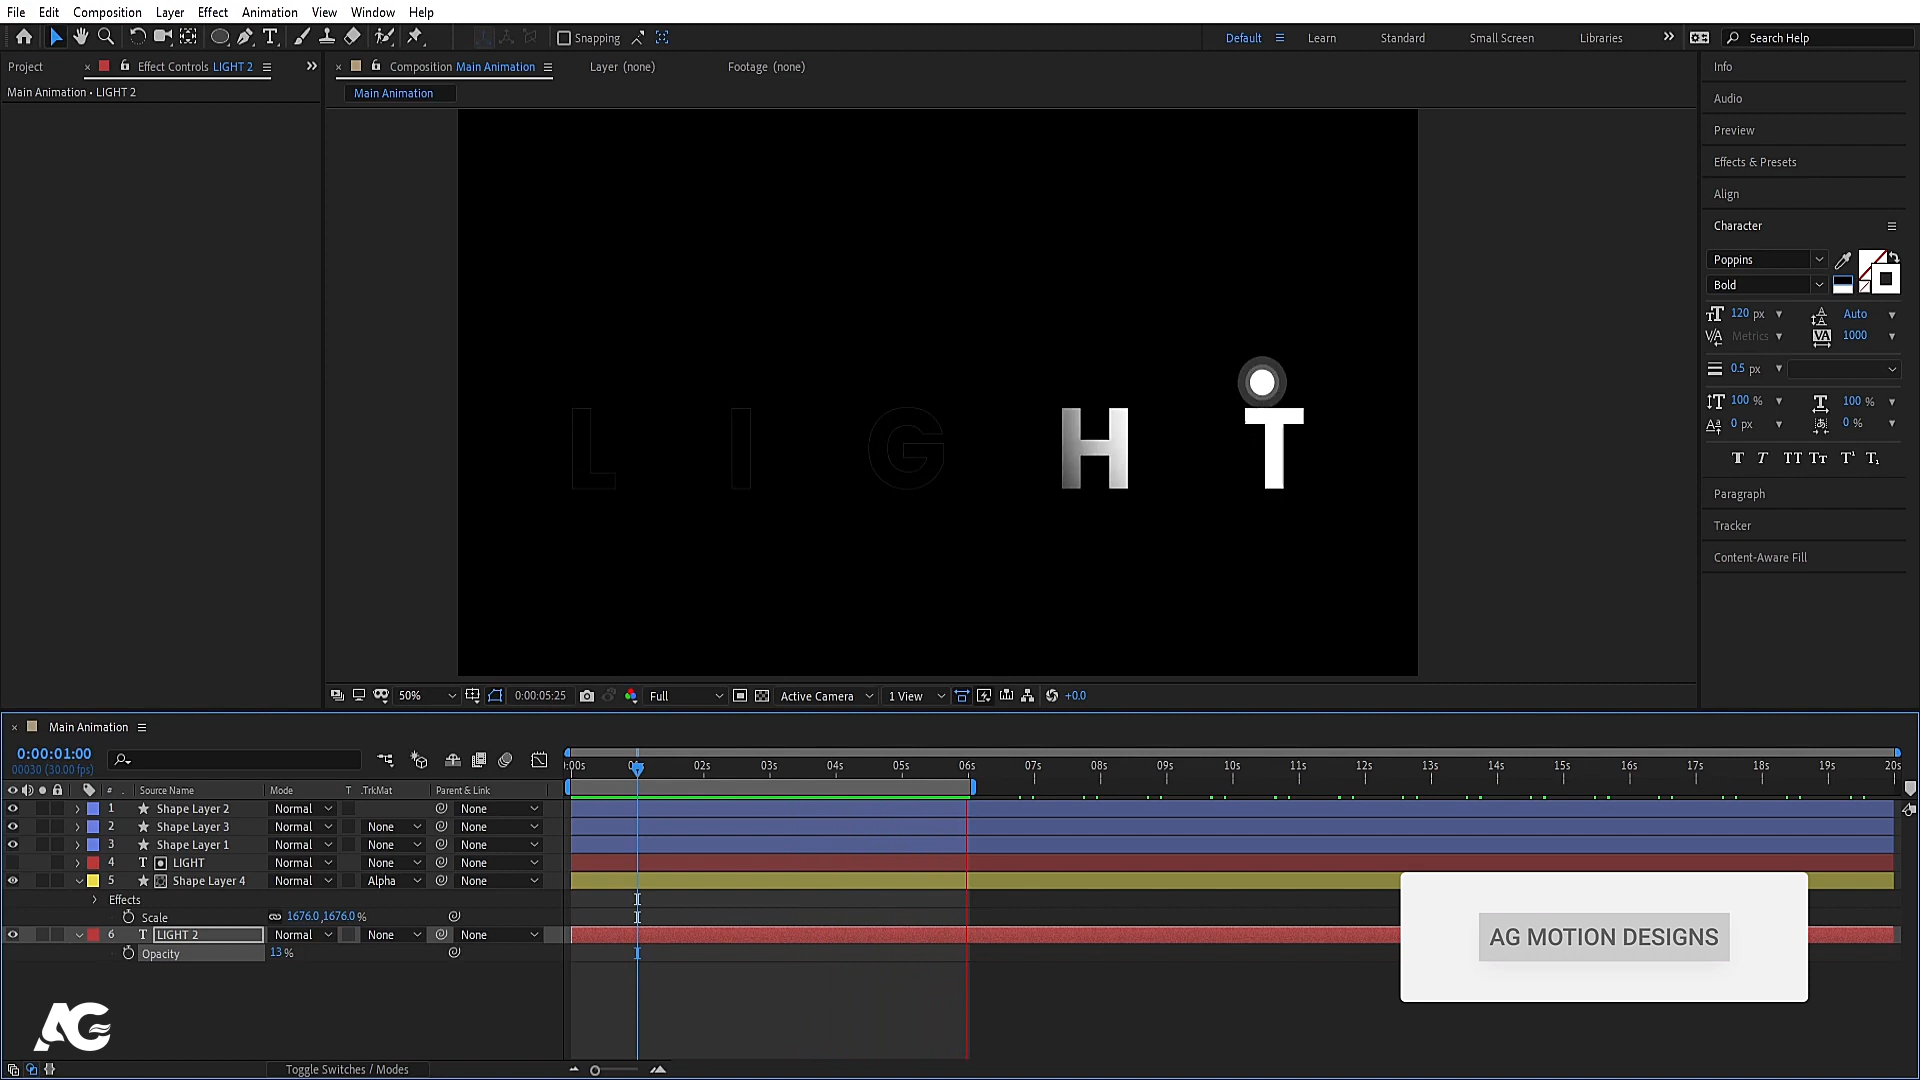 File Edit Composition Layer Effect Animation View Window Help
Snapping Default Learn Standard Small Screen Libraries Search Help
Project Effect Controls LIGHT 2 Composition Main Animation Layer (none) Footage (none)
Main Animation • LIGHT 2
Main Animation
Info
Audio
Preview
Effects & Presets
Align
Character
Poppins
Bold
120 px Auto
Metrics 1000
0.5 px
100 % 100 %
0 px 0 %
Paragraph
Tracker
Content-Aware Fill
L I G H T
50% 0:00:05:25 Full Active Camera 1 View +0.0
Main Animation
0:00:01:00
00030 (30.00 fps)
:00s 02s 03s 04s 05s 06s 07s 08s 09s 10s 11s 12s 13s 14s 15s 16s 17s 18s 19s 20s
# Source Name Mode T .TrkMat Parent & Link
1 Shape Layer 2 Normal None
2 Shape Layer 3 Normal None None
3 Shape Layer 1 Normal None None
4 T LIGHT Normal None None
5 Shape Layer 4 Normal Alpha None
Effects
Scale 1676.0,1676.0 %
6 T LIGHT 2 Normal None None
Opacity 13 %
AG MOTION DESIGNS
AG
Toggle Switches / Modes